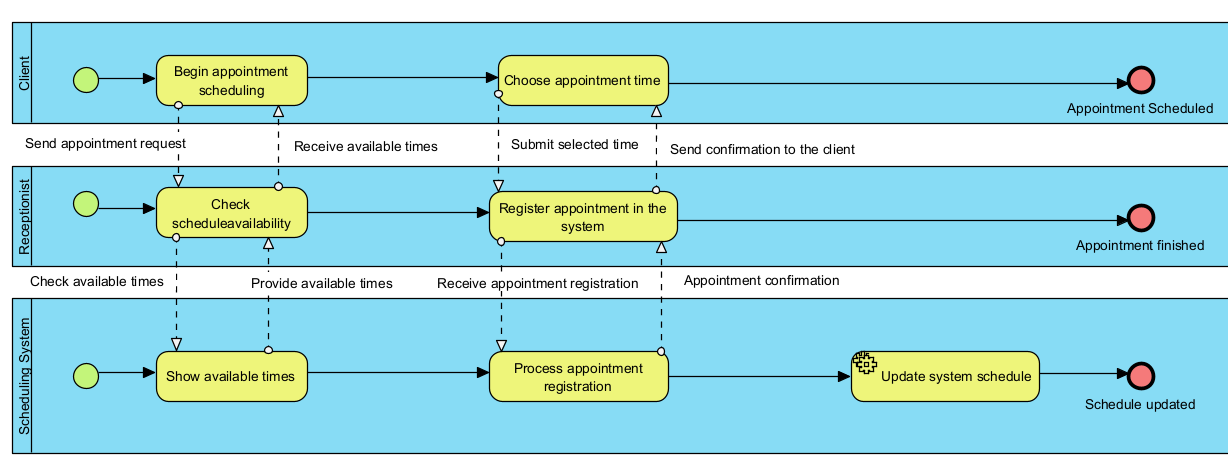 Client
Begin appointment
scheduling
Choose appointment time
Appointment Scheduled
Send appointment request
Receive available times
Submit selected time
Send confirmation to the client
Receptionist
Check
scheduleavailability
Register appointment in the
system
Appointment finished
Check available times
Provide available times
Receive appointment registration
Appointment confirmation
Scheduling System
Show available times
Process appointment
registration
Update system schedule
Schedule updated